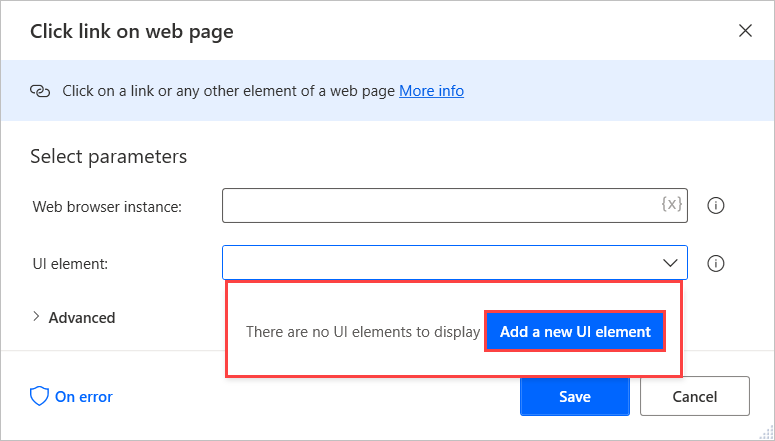 Click link on web page
Click on a link or any other element of a web page More info
Select parameters
Web browser instance:
{x}
UI element:
There are no UI elements to display Add a new UI element
Advanced
On error
Save
Cancel